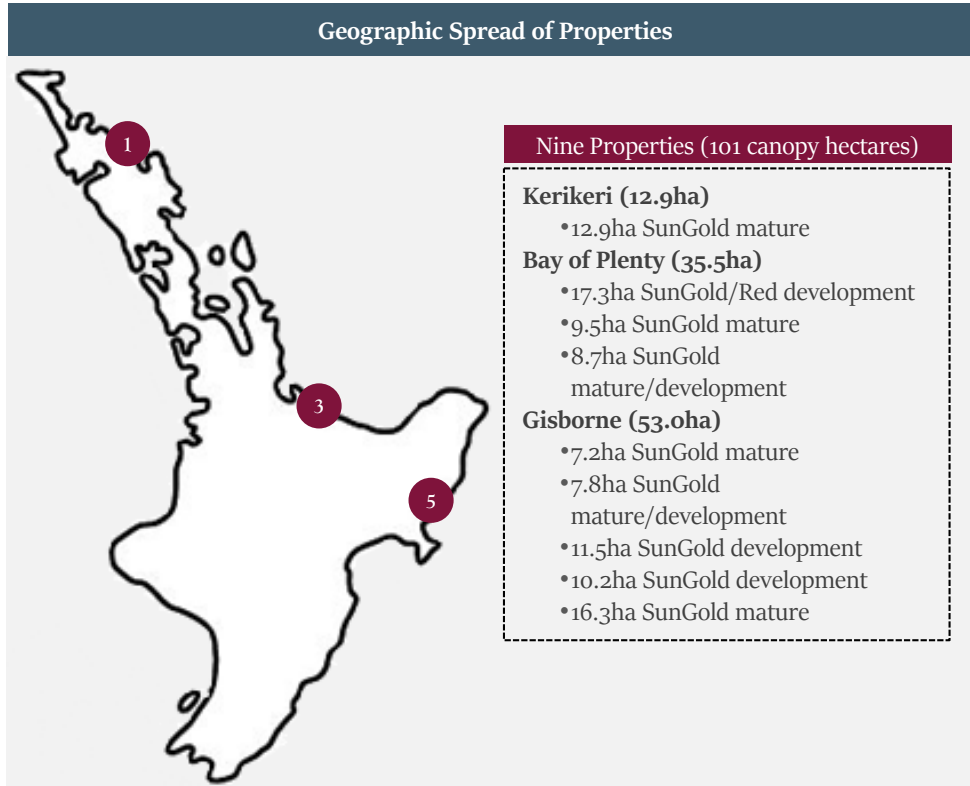 Geographic Spread of Properties
1
Nine Properties (101 canopy hectares)
Kerikeri (12.9ha)
•12.9ha SunGold mature
Bay of Plenty (35.5ha)
•17.3ha SunGold/Red development
•9.5ha SunGold mature
•8.7ha SunGold
mature/development
3
Gisborne (53.0ha)
•7.2ha SunGold mature
•7.8ha SunGold
mature/development
•11.5ha SunGold development
•10.2ha SunGold development
•16.3ha SunGold mature
5